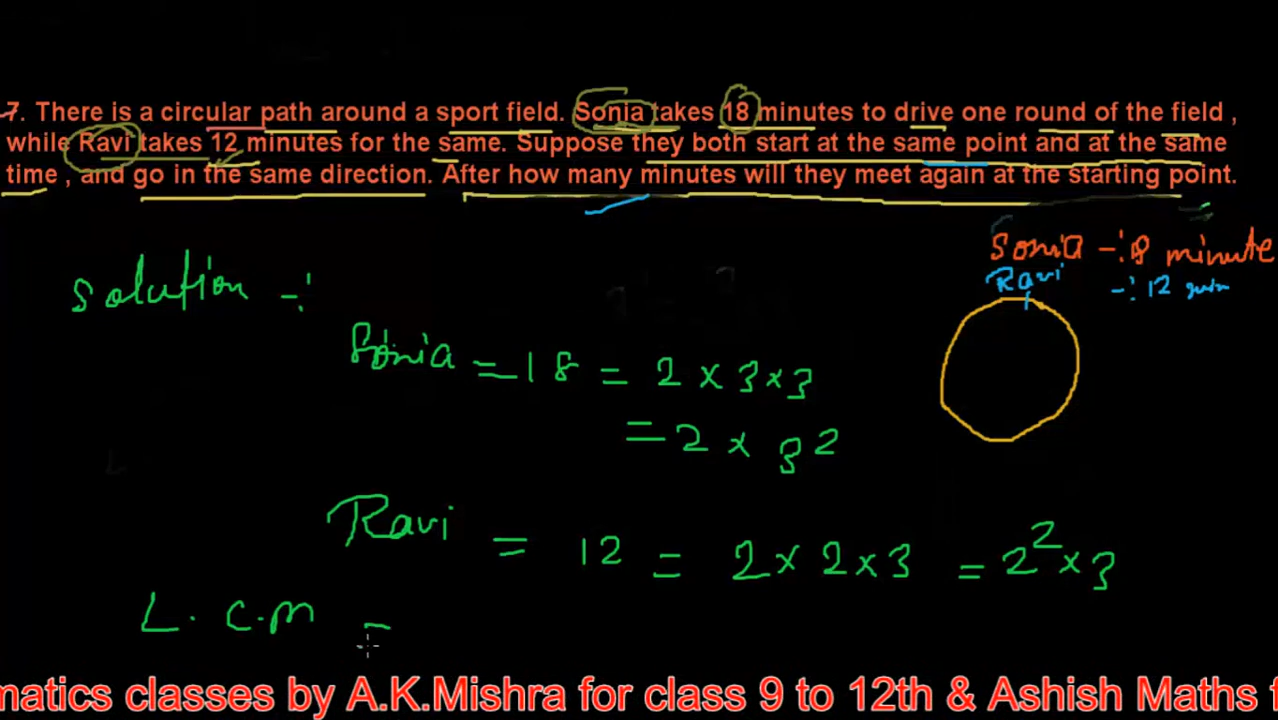 7. There is a circular path around a sport field. Sonia takes 18 minutes to drive one round of the field ,
while Ravi takes 12 minutes for the same. Suppose they both start at the same point and at the same
time , and go in the same direction. After how many minutes will they meet again at the starting point.
Sonia -:8 minute
Ravi -:12 min
Solution -:
Sonia = 18 = 2 × 3 × 3
= 2 × 3²
Ravi = 12 = 2 × 2 × 3 = 2² × 3
L.C.M =
matics classes by A.K.Mishra for class 9 to 12th & Ashish Maths f